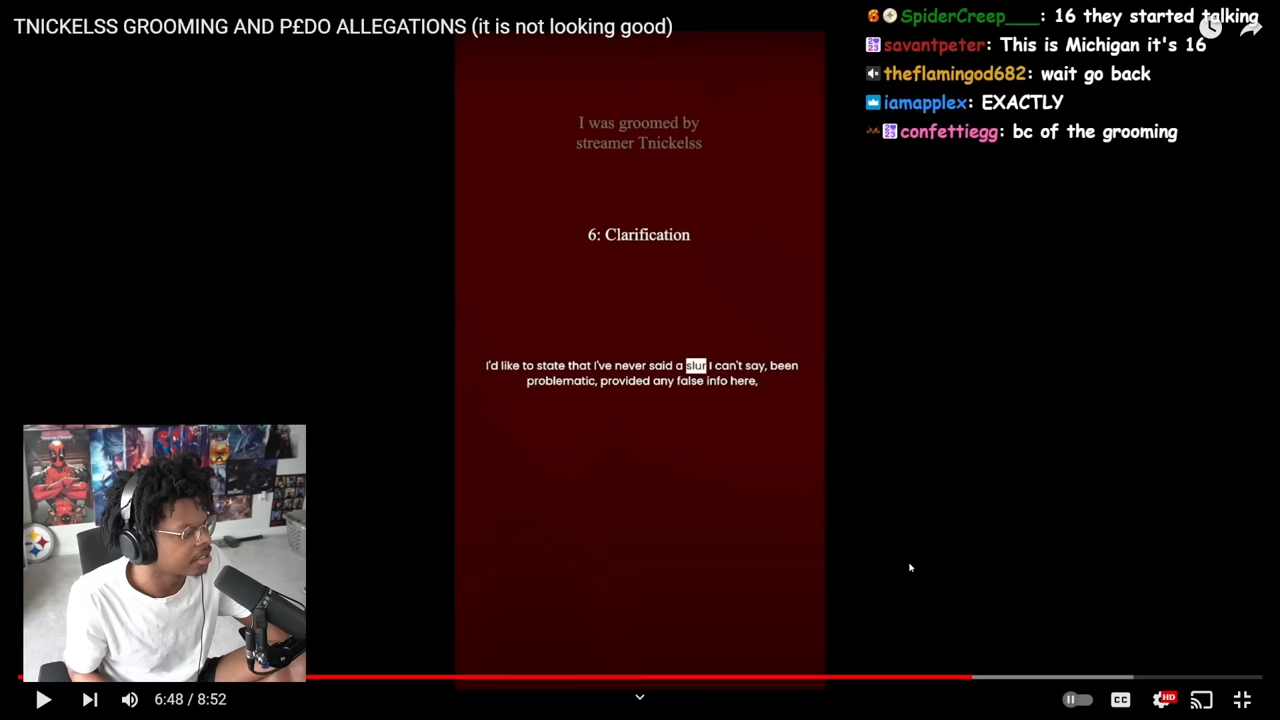 TNICKELSS GROOMING AND P£DO ALLEGATIONS (it is not looking good)
SpiderCreep___: 16 they started talking
savantpeter: This is Michigan it's 16
theflamingod682: wait go back
iamapplex: EXACTLY
confettiegg: bc of the grooming
I was groomed by
streamer Tnickelss
6: Clarification
I'd like to state that I've never said a slur I can't say, been
problematic, provided any false info here,
6:48 / 8:52
CC
HD